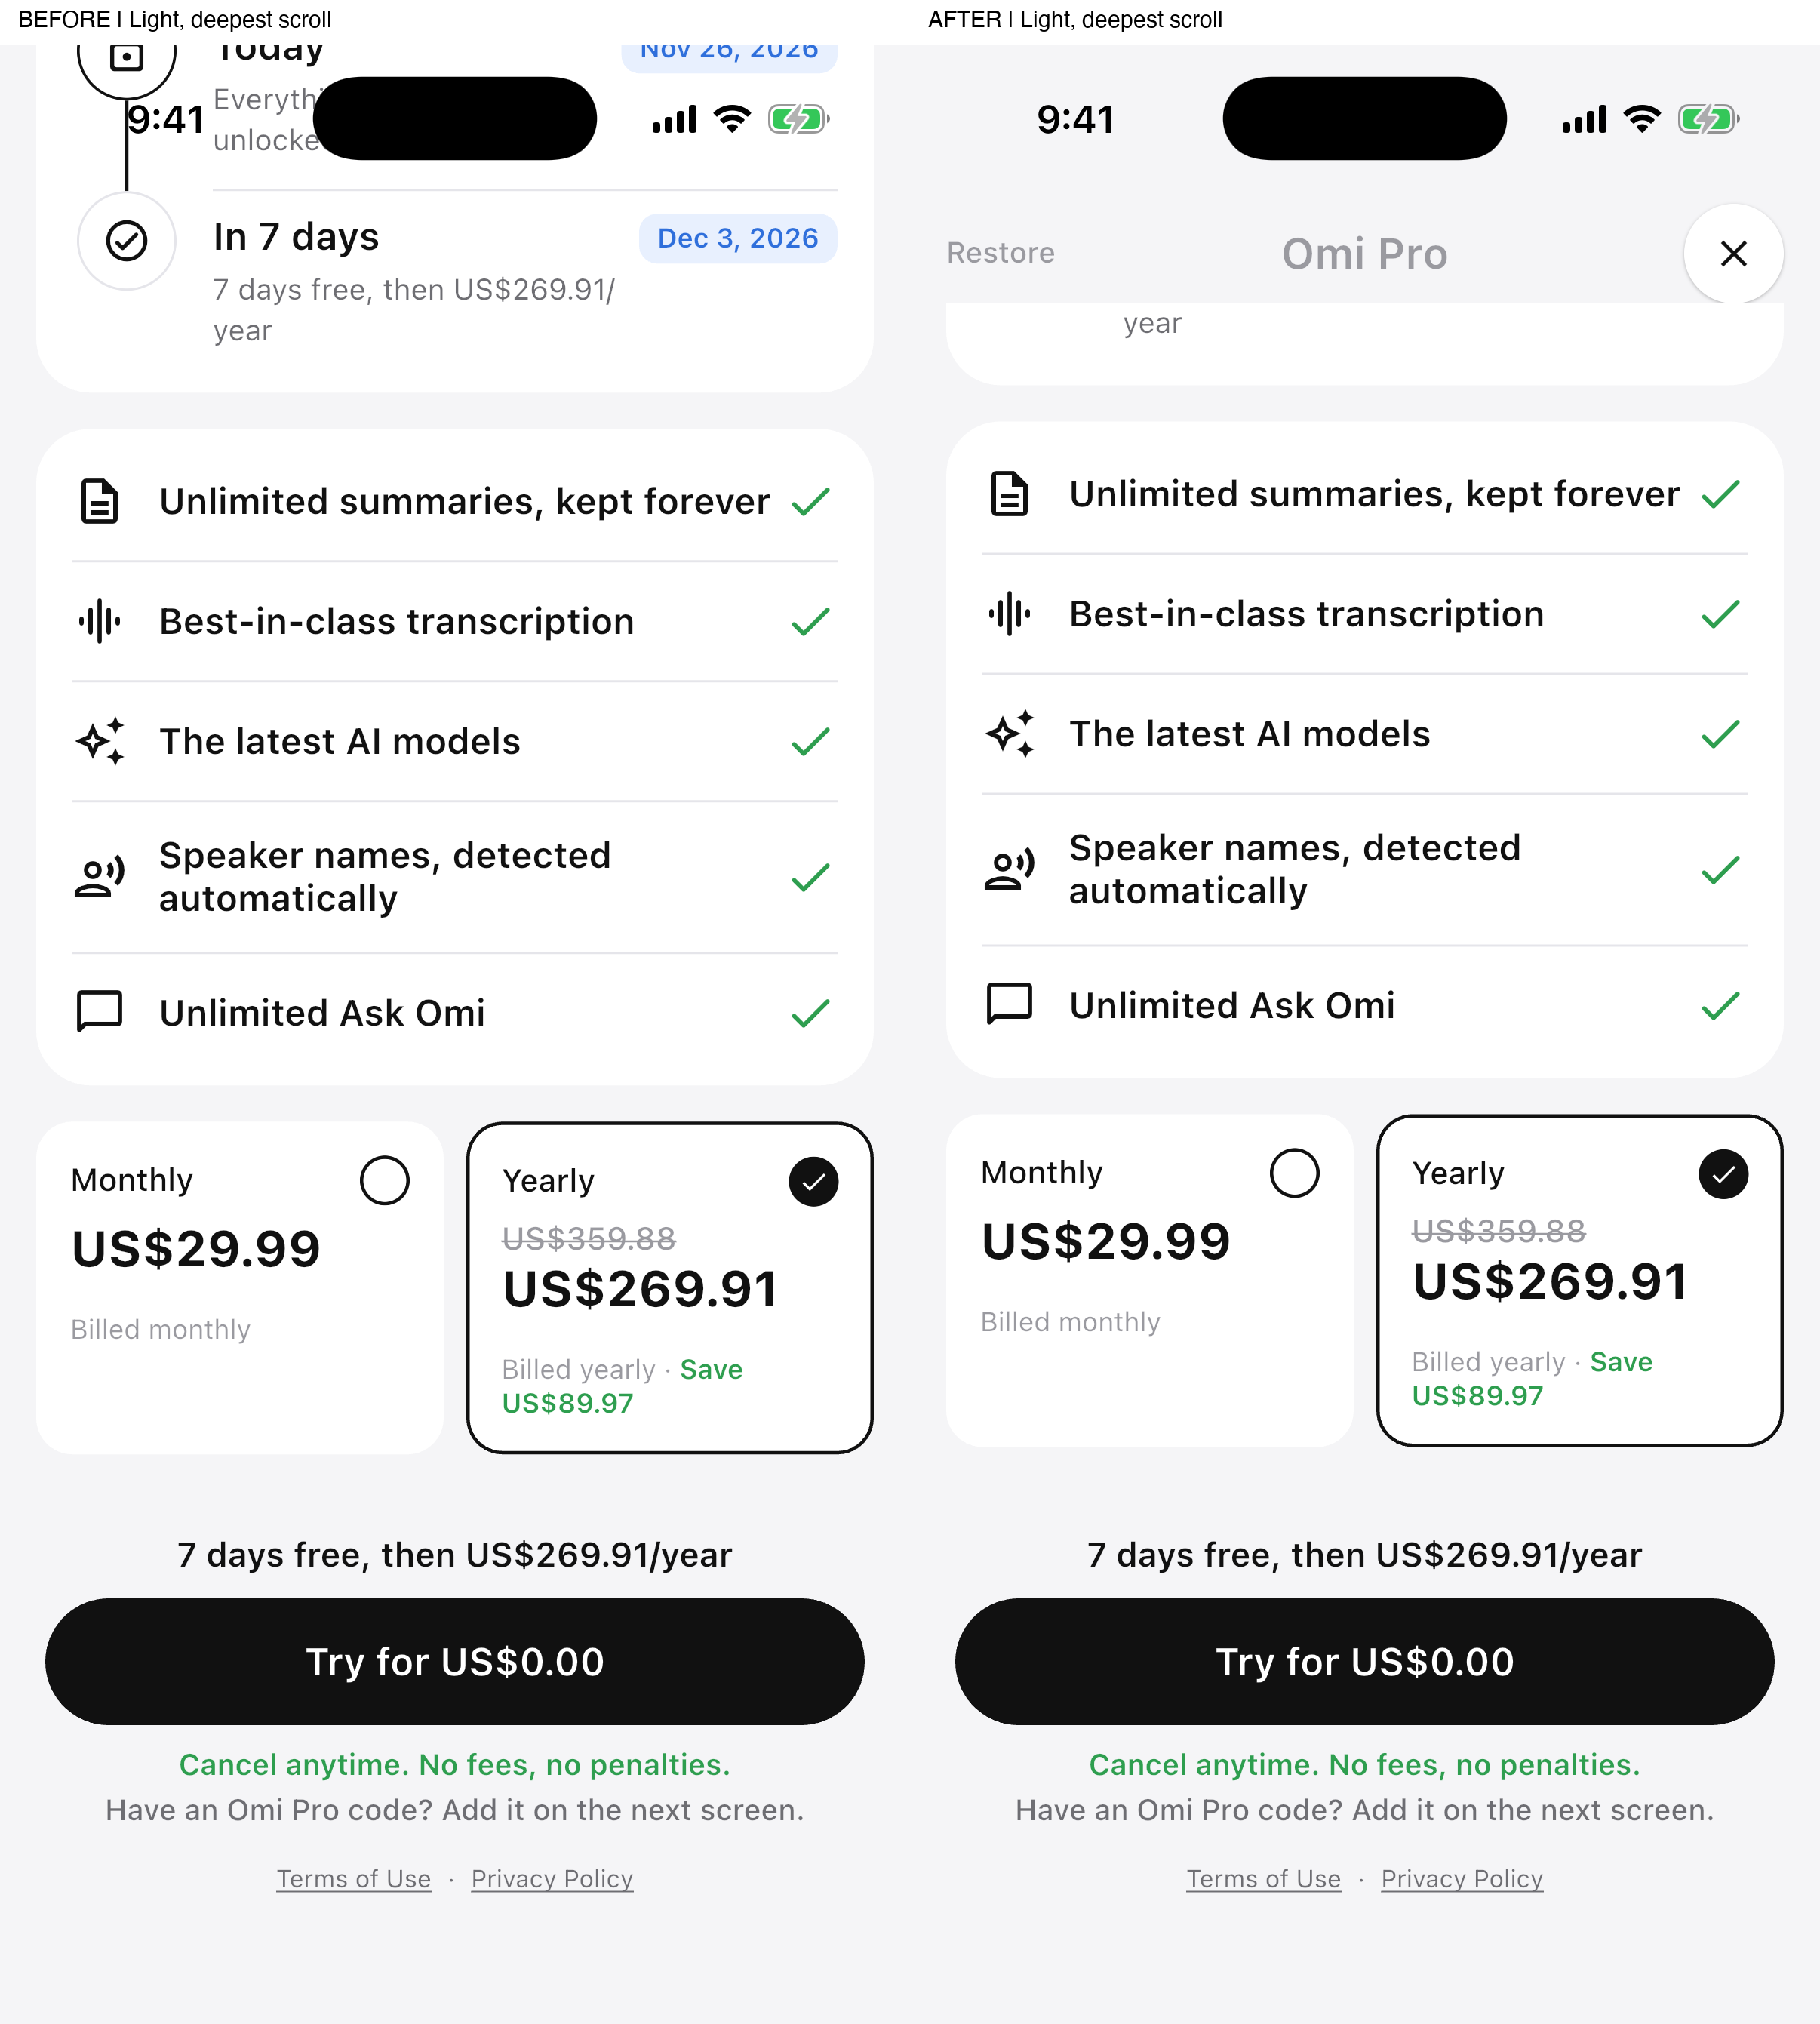 BEFORE | Light, deepest scroll
Today
Nov 26, 2026
9:41
unlocke
In 7 days
Dec 3, 2026
7 days free, then US$269.91/
year
Unlimited summaries, kept forever
Best-in-class transcription
The latest AI models
Speaker names, detected
automatically
Unlimited Ask Omi
Monthly
US$29.99
Billed monthly
Yearly
US$359.88
US$269.91
Billed yearly · Save
US$89.97
7 days free, then US$269.91/year
Try for US$0.00
Cancel anytime. No fees, no penalties.
Have an Omi Pro code? Add it on the next screen.
Terms of Use · Privacy Policy
AFTER | Light, deepest scroll
9:41
Restore
Omi Pro
year
Unlimited summaries, kept forever
Best-in-class transcription
The latest AI models
Speaker names, detected
automatically
Unlimited Ask Omi
Monthly
US$29.99
Billed monthly
Yearly
US$359.88
US$269.91
Billed yearly · Save
US$89.97
7 days free, then US$269.91/year
Try for US$0.00
Cancel anytime. No fees, no penalties.
Have an Omi Pro code? Add it on the next screen.
Terms of Use · Privacy Policy